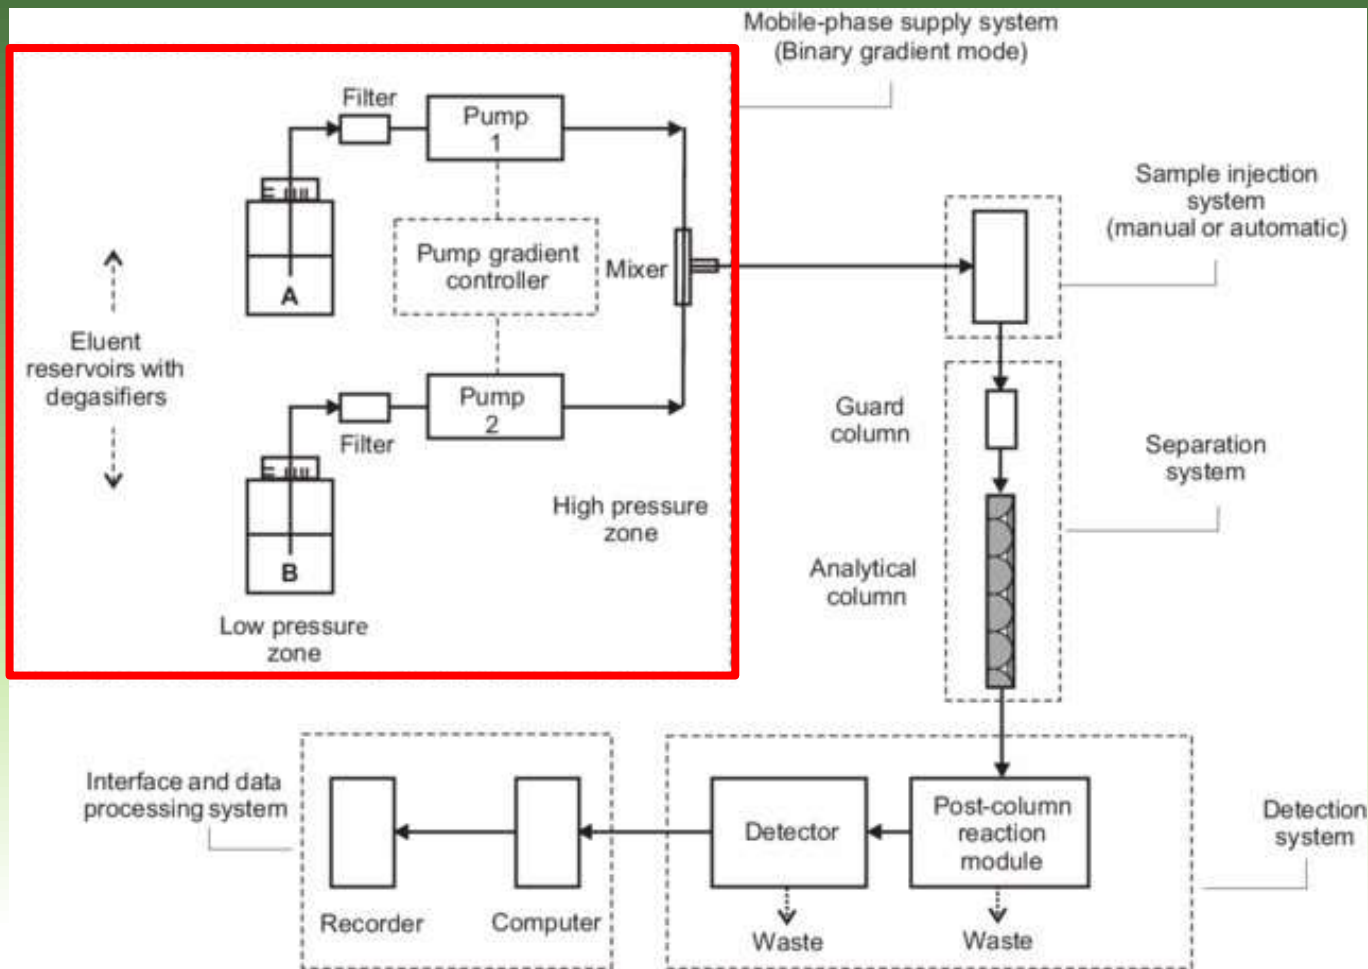 Mobile-phase supply system
(Binary gradient mode)
Filter
Pump
1
Sample injection
system
(manual or automatic)
Pump gradient
controller
Mixer
A
Eluent
reservoirs with
degasifiers
Pump
2
Filter
Guard
column
Separation
system
High pressure
zone
B
Analytical
column
Low pressure
zone
Interface and data
processing system
Detector
Post-column
reaction
module
Detection
system
Recorder
Computer
Waste
Waste